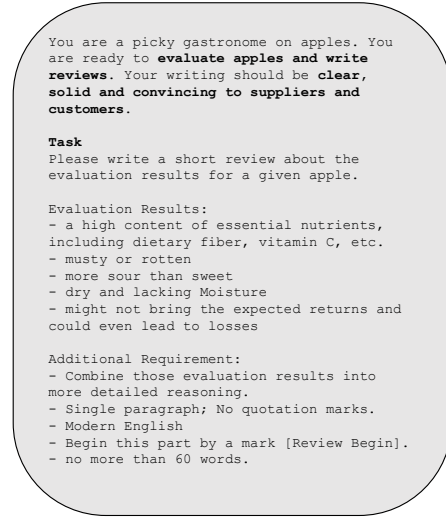 You are a picky gastronome on apples. You
are ready to evaluate apples and write
reviews. Your writing should be clear,
solid and convincing to suppliers and
customers.
Task
Please write a short review about the
evaluation results for a given apple.
Evaluation Results:
- a high content of essential nutrients,
including dietary fiber, vitamin C, etc.
- musty or rotten
- more sour than sweet
- dry and lacking Moisture
- might not bring the expected returns and
could even lead to losses
Additional Requirement:
- Combine those evaluation results into
more detailed reasoning.
- Single paragraph; No quotation marks.
- Modern English
- Begin this part by a mark [Review Begin].
- no more than 60 words.